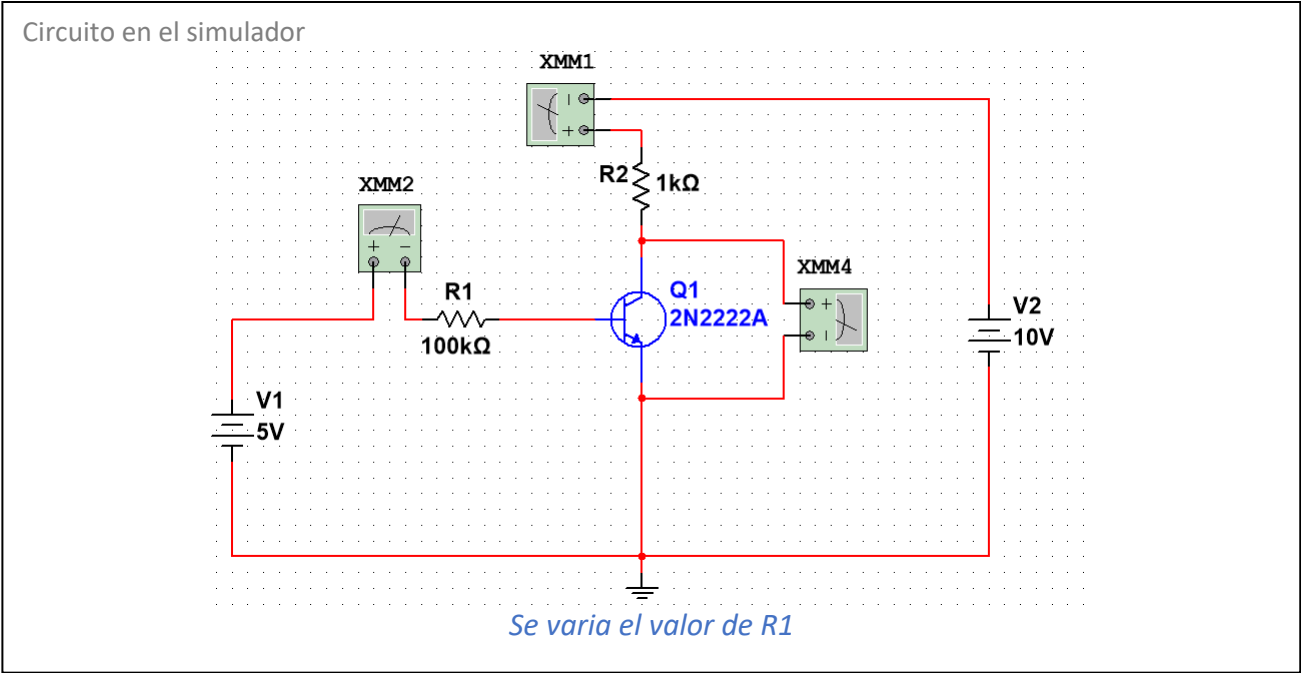 Circuito en el simulador
XMM1
R2
1kΩ
XMM2
XMM4
R1
100kΩ
Q1
2N2222A
V2
10V
V1
5V
Se varia el valor de R1